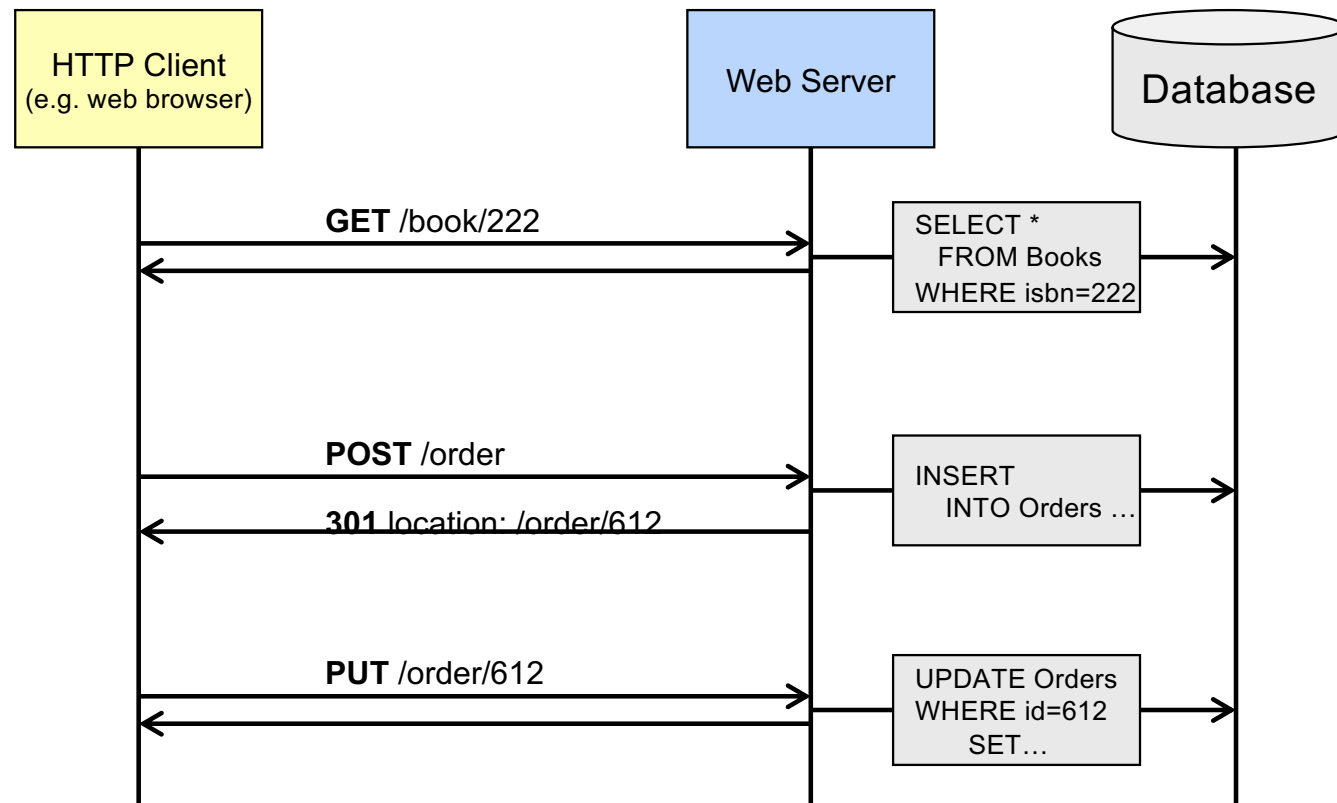 HTTP Client
(e.g. web browser)
Web Server
Database
GET /book/222
SELECT *
FROM Books
WHERE isbn=222
POST /order
301 location: /order/612
INSERT
INTO Orders …
PUT /order/612
UPDATE Orders
WHERE id=612
SET…